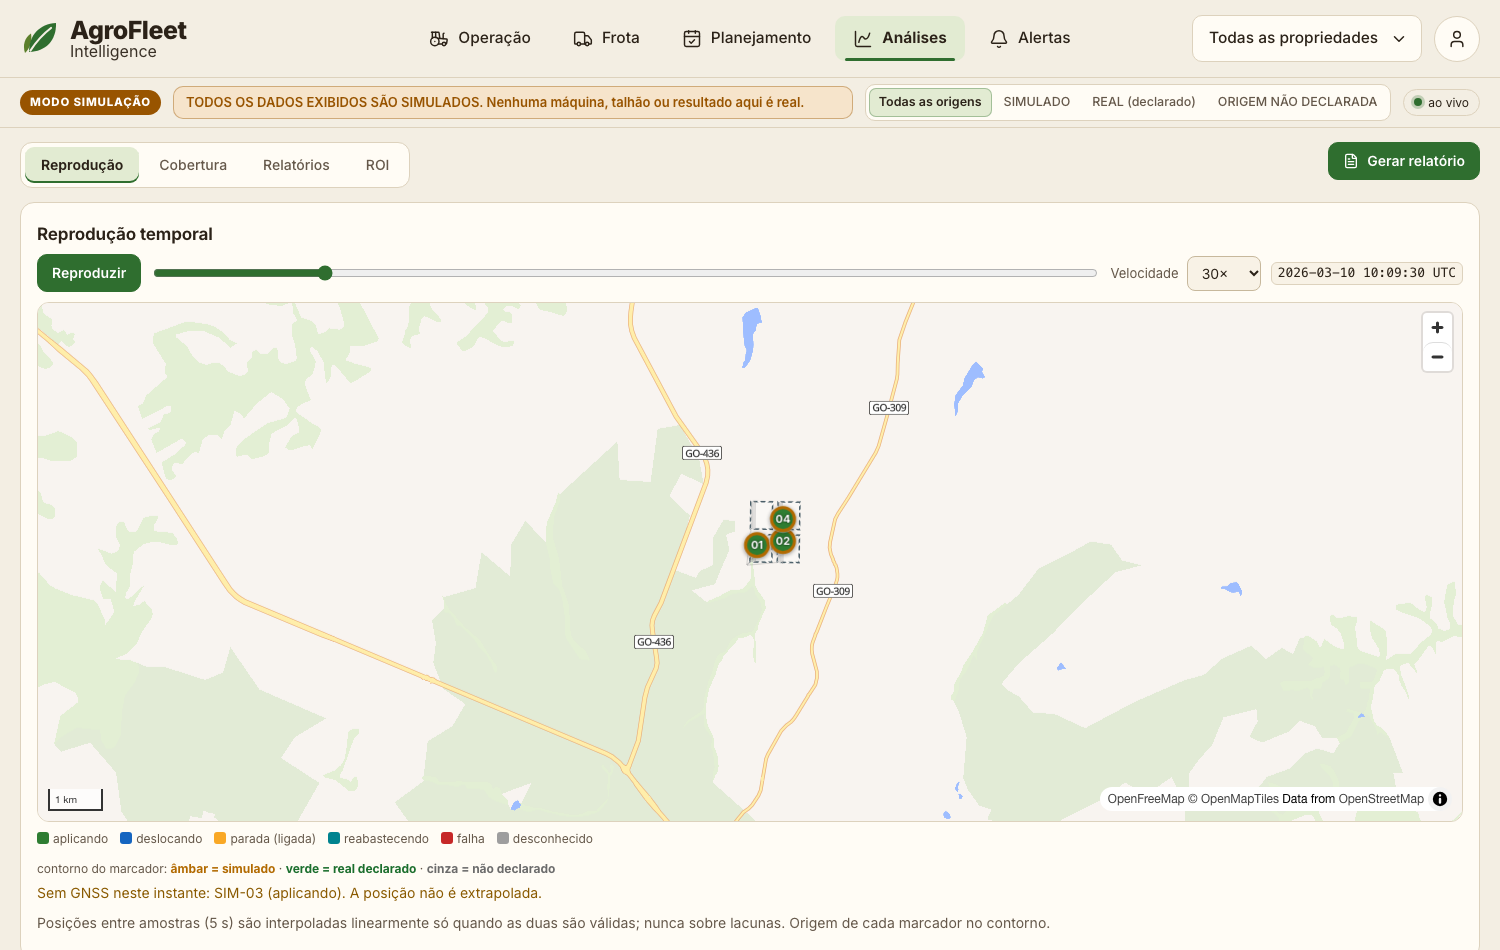 AgroFleet
Intelligence
Operação
Frota
Planejamento
Análises
Alertas
Todas as propriedades
MODO SIMULAÇÃO
TODOS OS DADOS EXIBIDOS SÃO SIMULADOS. Nenhuma máquina, talhão ou resultado aqui é real.
Todas as origens
SIMULADO
REAL (declarado)
ORIGEM NÃO DECLARADA
ao vivo
Reprodução
Cobertura
Relatórios
ROI
Gerar relatório
Reprodução temporal
Reproduzir
Velocidade
30×
2026-03-10 10:09:30 UTC
GO-309
GO-436
04
01
02
GO-309
GO-436
1 km
OpenFreeMap © OpenMapTiles Data from OpenStreetMap
aplicando
deslocando
parada (ligada)
reabastecendo
falha
desconhecido
contorno do marcador: âmbar = simulado · verde = real declarado · cinza = não declarado
Sem GNSS neste instante: SIM-03 (aplicando). A posição não é extrapolada.
Posições entre amostras (5 s) são interpoladas linearmente só quando as duas são válidas; nunca sobre lacunas. Origem de cada marcador no contorno.